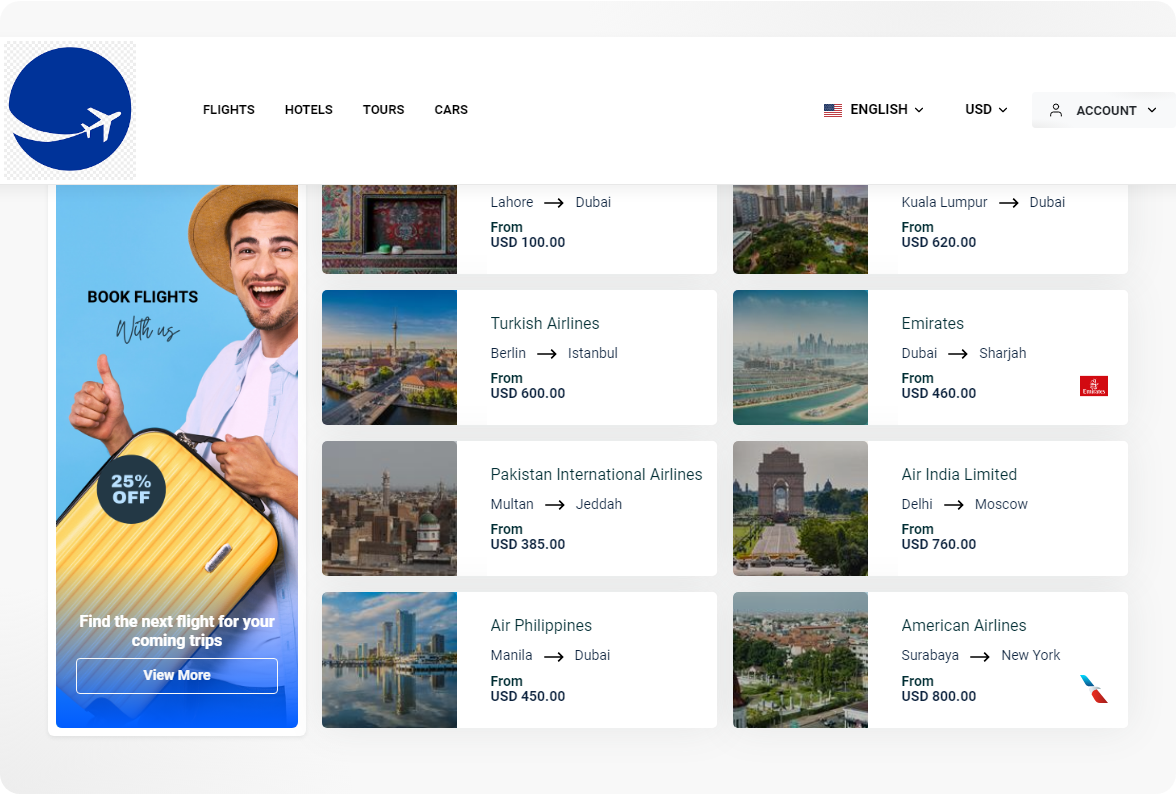 FLIGHTS
HOTELS
TOURS
CARS
ENGLISH
USD
ACCOUNT
BOOK FLIGHTS
With us
25%
OFF
Find the next flight for your
coming trips
View More
Lahore → Dubai
From
USD 100.00
Kuala Lumpur → Dubai
From
USD 620.00
Turkish Airlines
Berlin → Istanbul
From
USD 600.00
Emirates
Dubai → Sharjah
From
USD 460.00
Emirates
Pakistan International Airlines
Multan → Jeddah
From
USD 385.00
Air India Limited
Delhi → Moscow
From
USD 760.00
Air Philippines
Manila → Dubai
From
USD 450.00
American Airlines
Surabaya → New York
From
USD 800.00